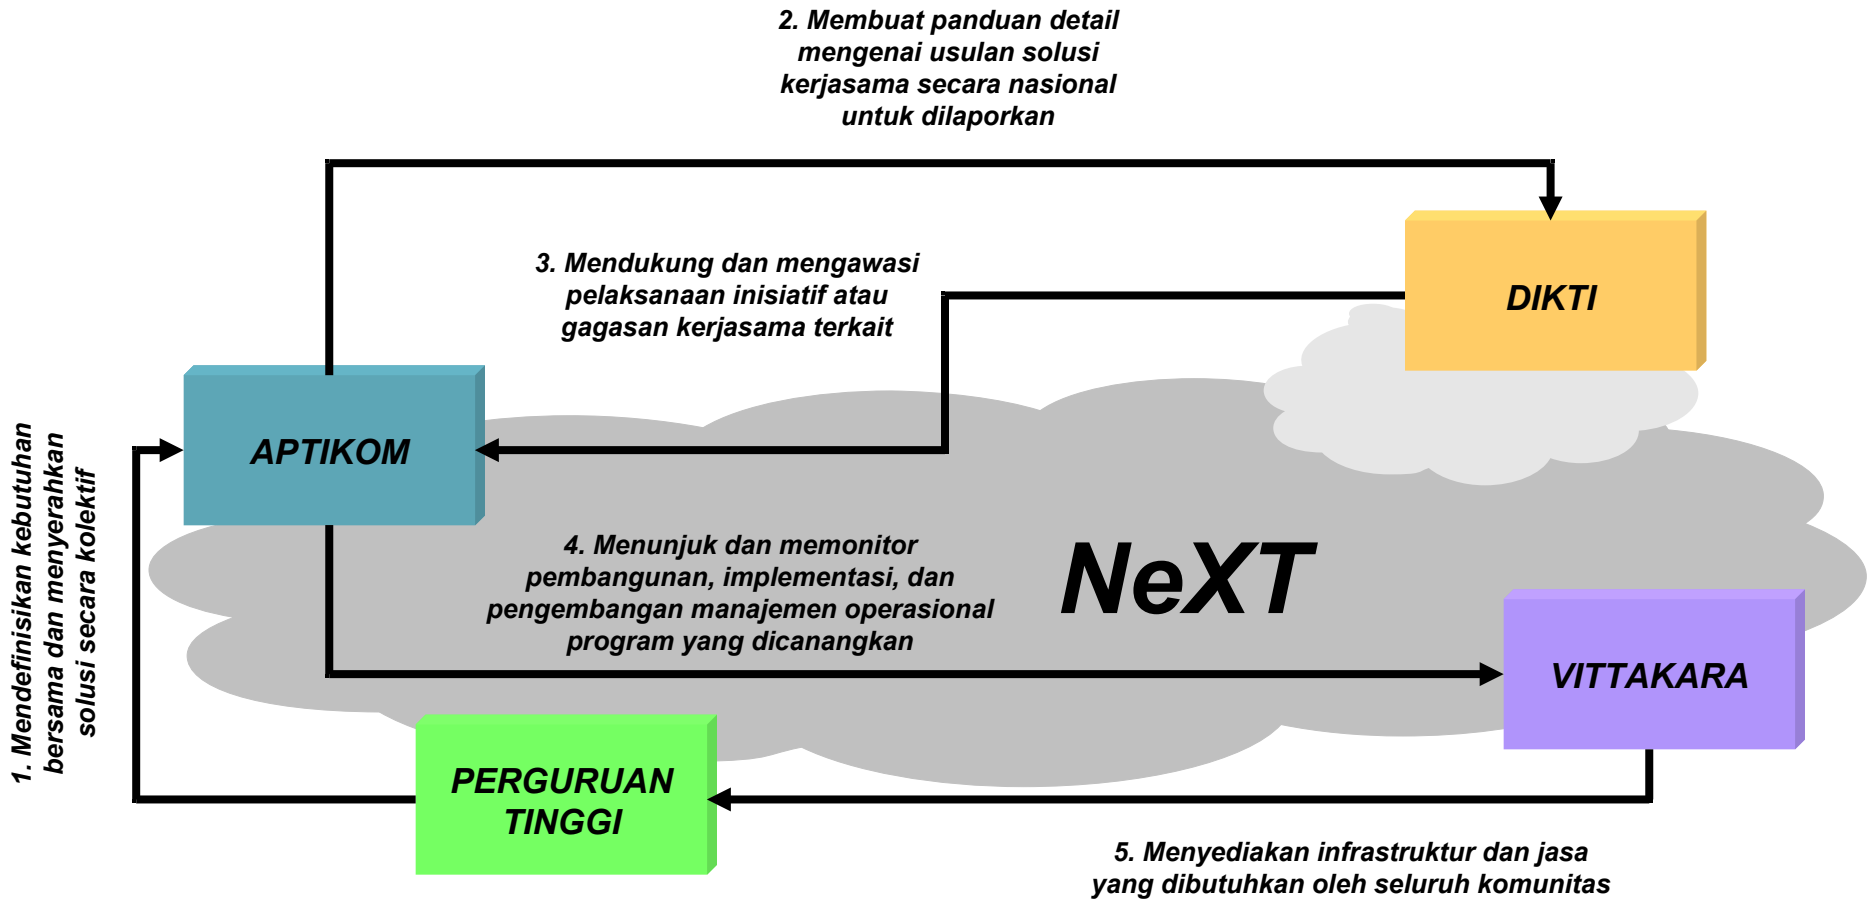 2. Membuat panduan detail
mengenai usulan solusi
kerjasama secara nasional
untuk dilaporkan
3. Mendukung dan mengawasi
pelaksanaan inisiatif atau
gagasan kerjasama terkait
DIKTI
APTIKOM
1. Mendefinisikan kebutuhan
bersama dan menyerahkan
solusi secara kolektif
4. Menunjuk dan memonitor
pembangunan, implementasi, dan
pengembangan manajemen operasional
program yang dicanangkan
NeXT
VITTAKARA
PERGURUAN
TINGGI
5. Menyediakan infrastruktur dan jasa
yang dibutuhkan oleh seluruh komunitas